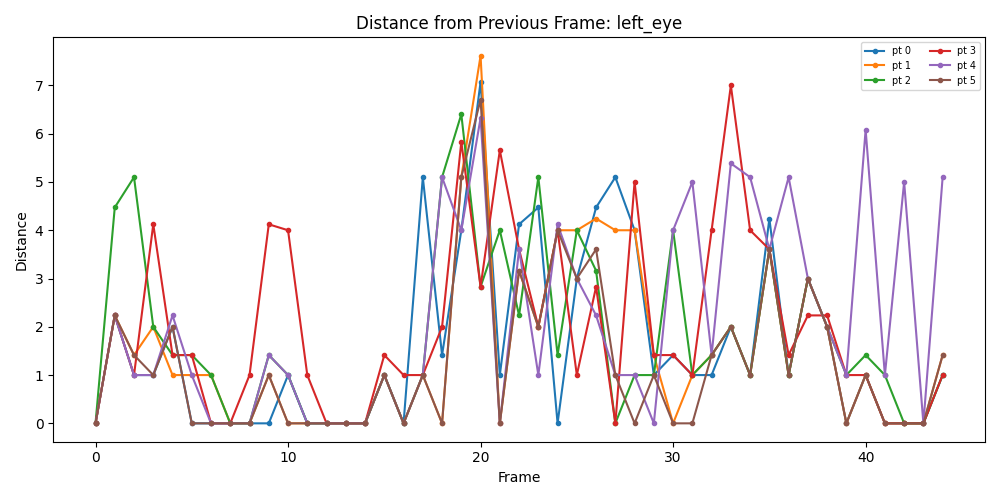 Distance from Previous Frame: left_eye
pt 0
pt 1
pt 2
pt 3
pt 4
pt 5
Distance
7
6
5
4
3
2
1
0
0
10
20
30
40
Frame